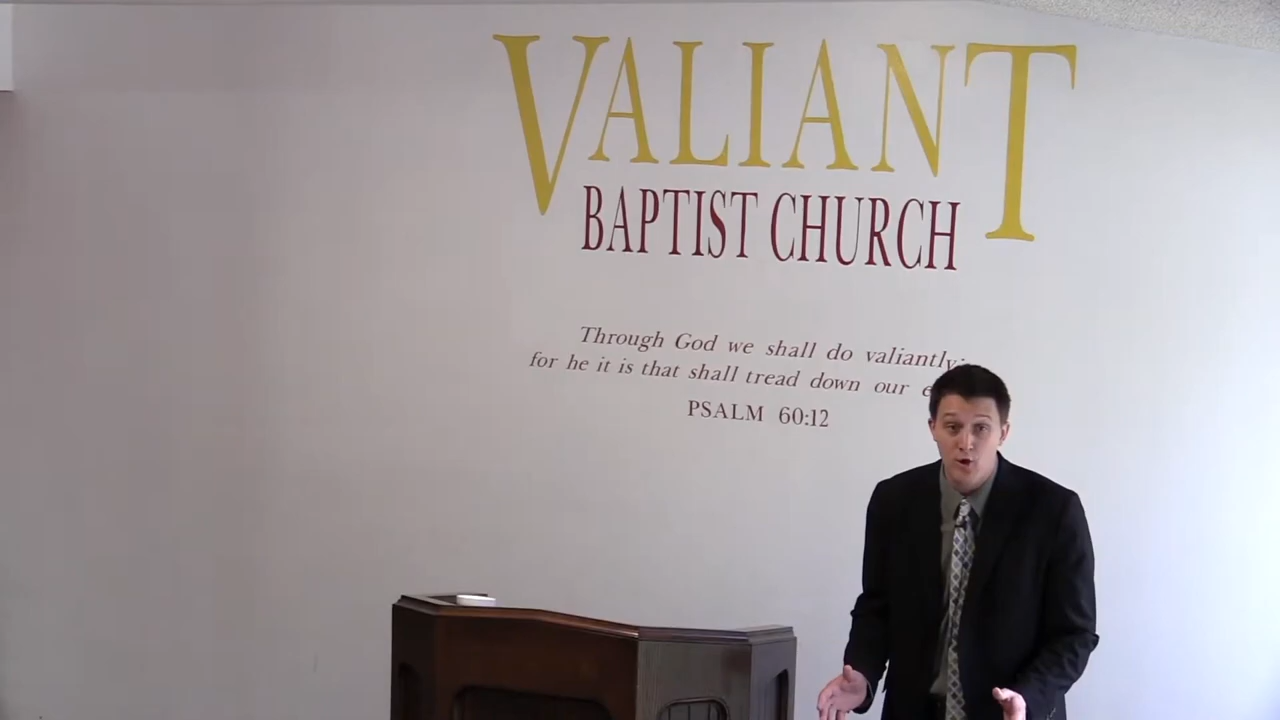 VALIANT
BAPTIST CHURCH
Through God we shall do valiantly:
for he it is that shall tread down our
PSALM 60:12